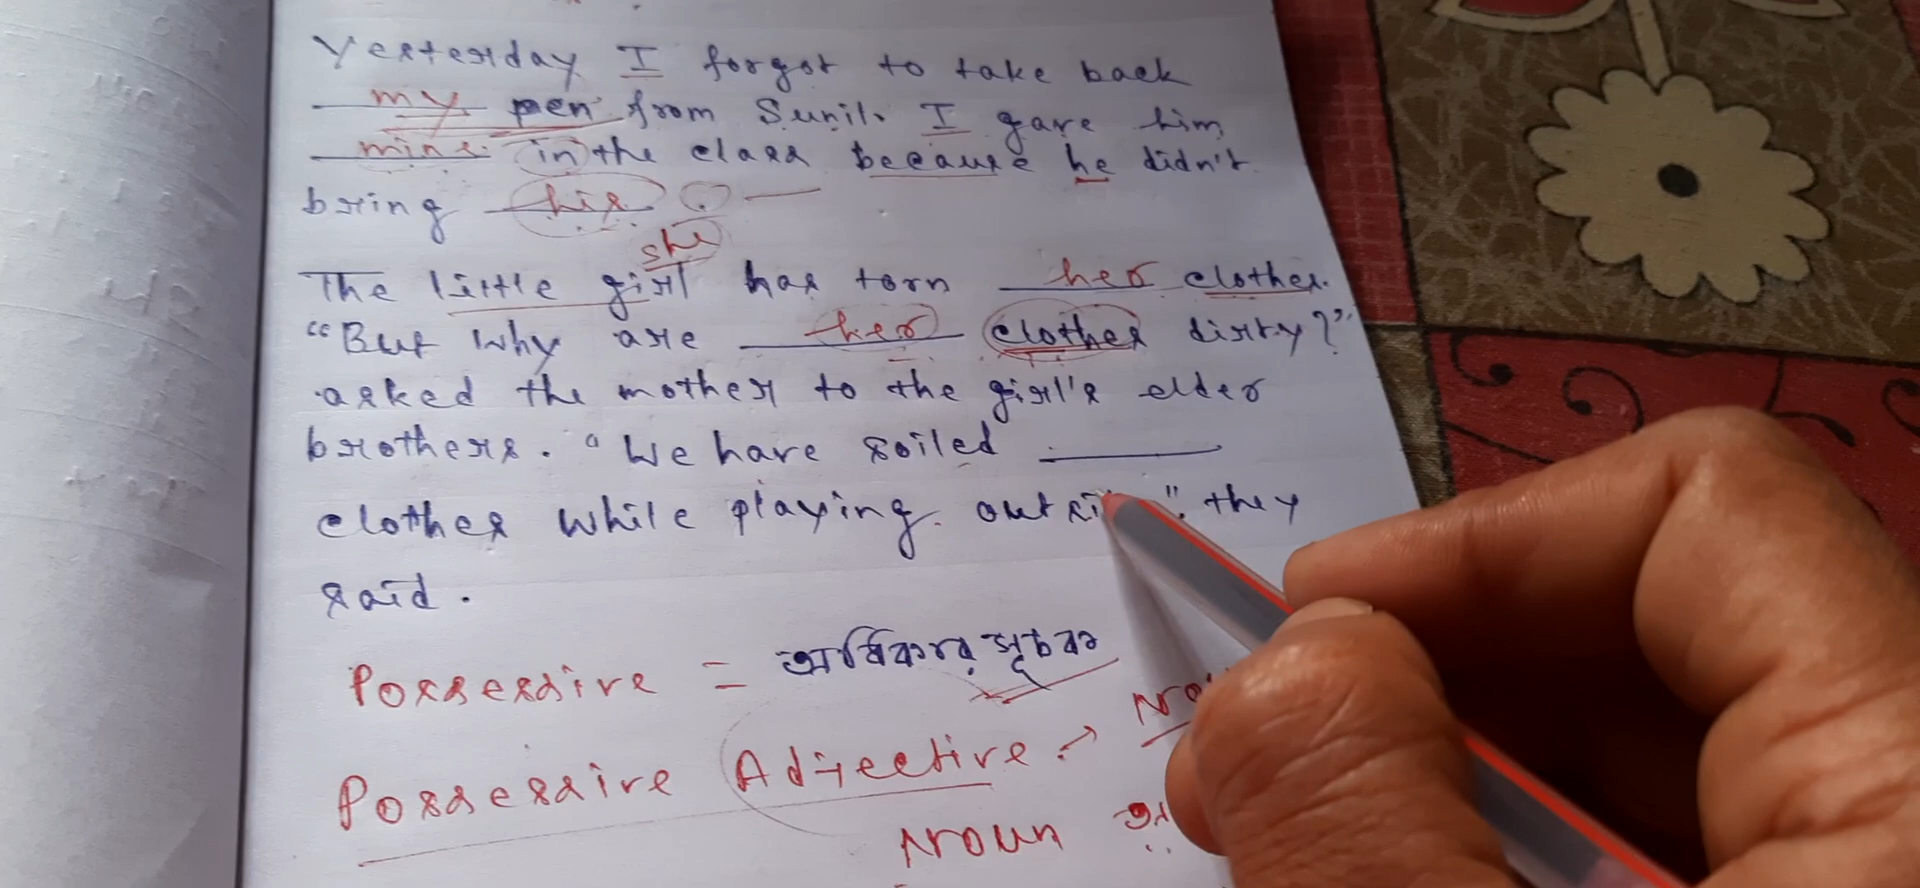 Yesterday I forgot to take back
my pen from Sunil. I gave him
mine in the class because he didn't
bring his.
she
The little girl has torn her clothes.
"But why are her clothes dirty?"
asked the mother to the girl's elder
brothers. "We have soiled ______
clothes while playing outsi ". they
said.
Possessive = অধিকার সূচক
Possessive Adjective →
Noun